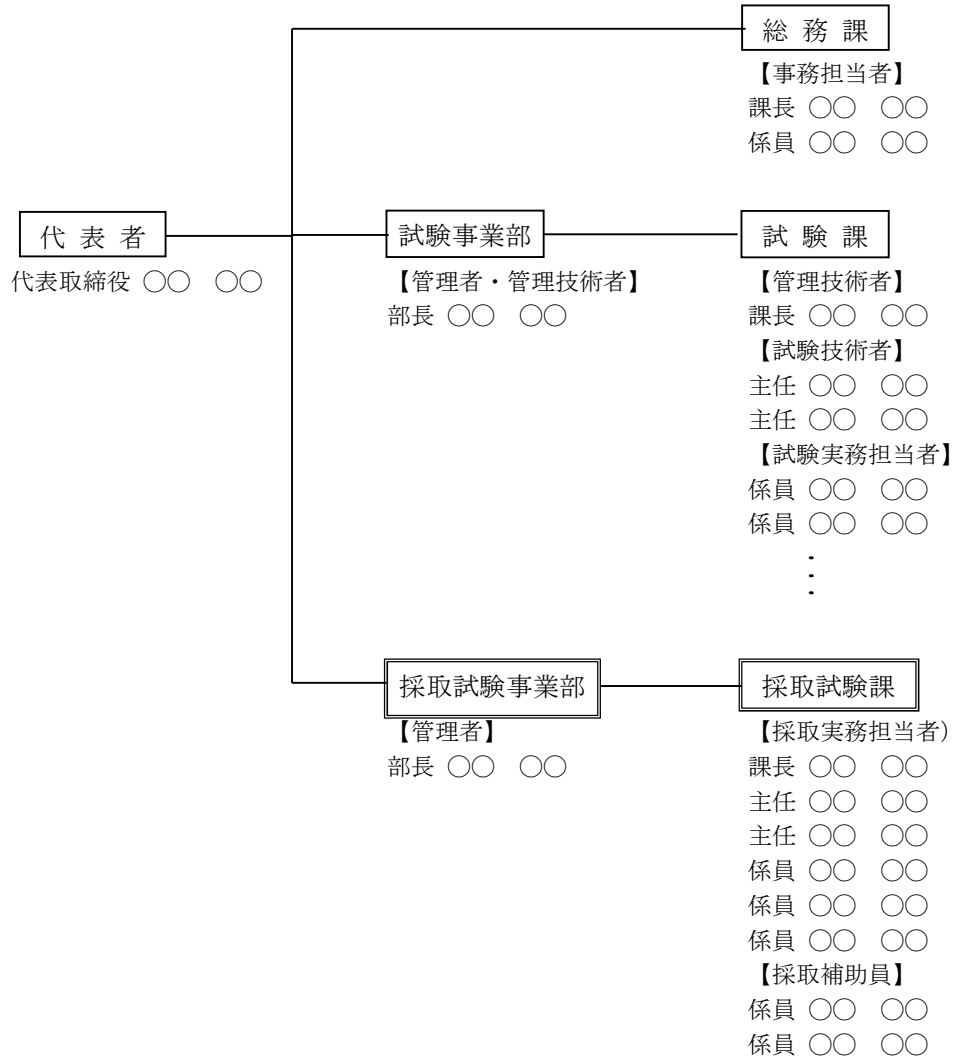 総 務 課
【事務担当者】
課長 ○○ ○○
係員 ○○ ○○
代 表 者
代表取締役 ○○ ○○
試験事業部
【管理者・管理技術者】
部長 ○○ ○○
試 験 課
【管理技術者】
課長 ○○ ○○
【試験技術者】
主任 ○○ ○○
主任 ○○ ○○
【試験実務担当者】
係員 ○○ ○○
係員 ○○ ○○
・・・
採取試験事業部
【管理者】
部長 ○○ ○○
採取試験課
【採取実務担当者）
課長 ○○ ○○
主任 ○○ ○○
主任 ○○ ○○
係員 ○○ ○○
係員 ○○ ○○
係員 ○○ ○○
【採取補助員】
係員 ○○ ○○
係員 ○○ ○○